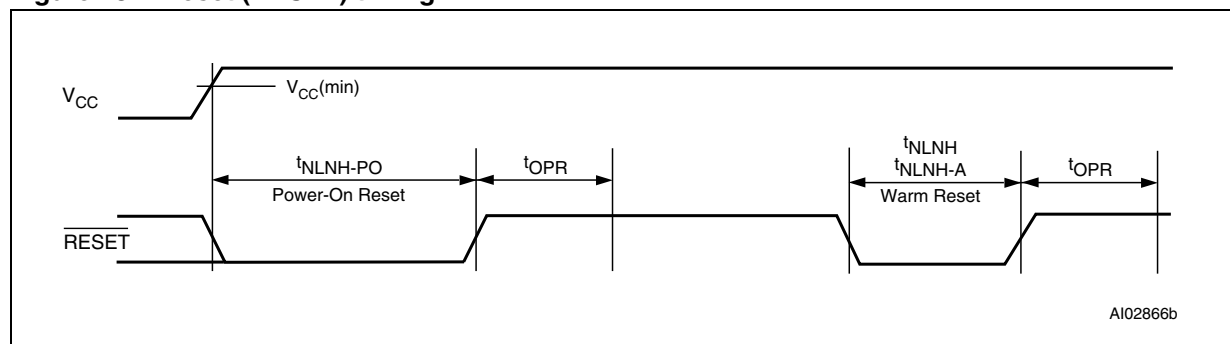 V_CC
V_CC(min)
t_NLNH-PO
Power-On Reset
t_OPR
t_NLNH
t_NLNH-A
Warm Reset
t_OPR
RESET
AI02866b